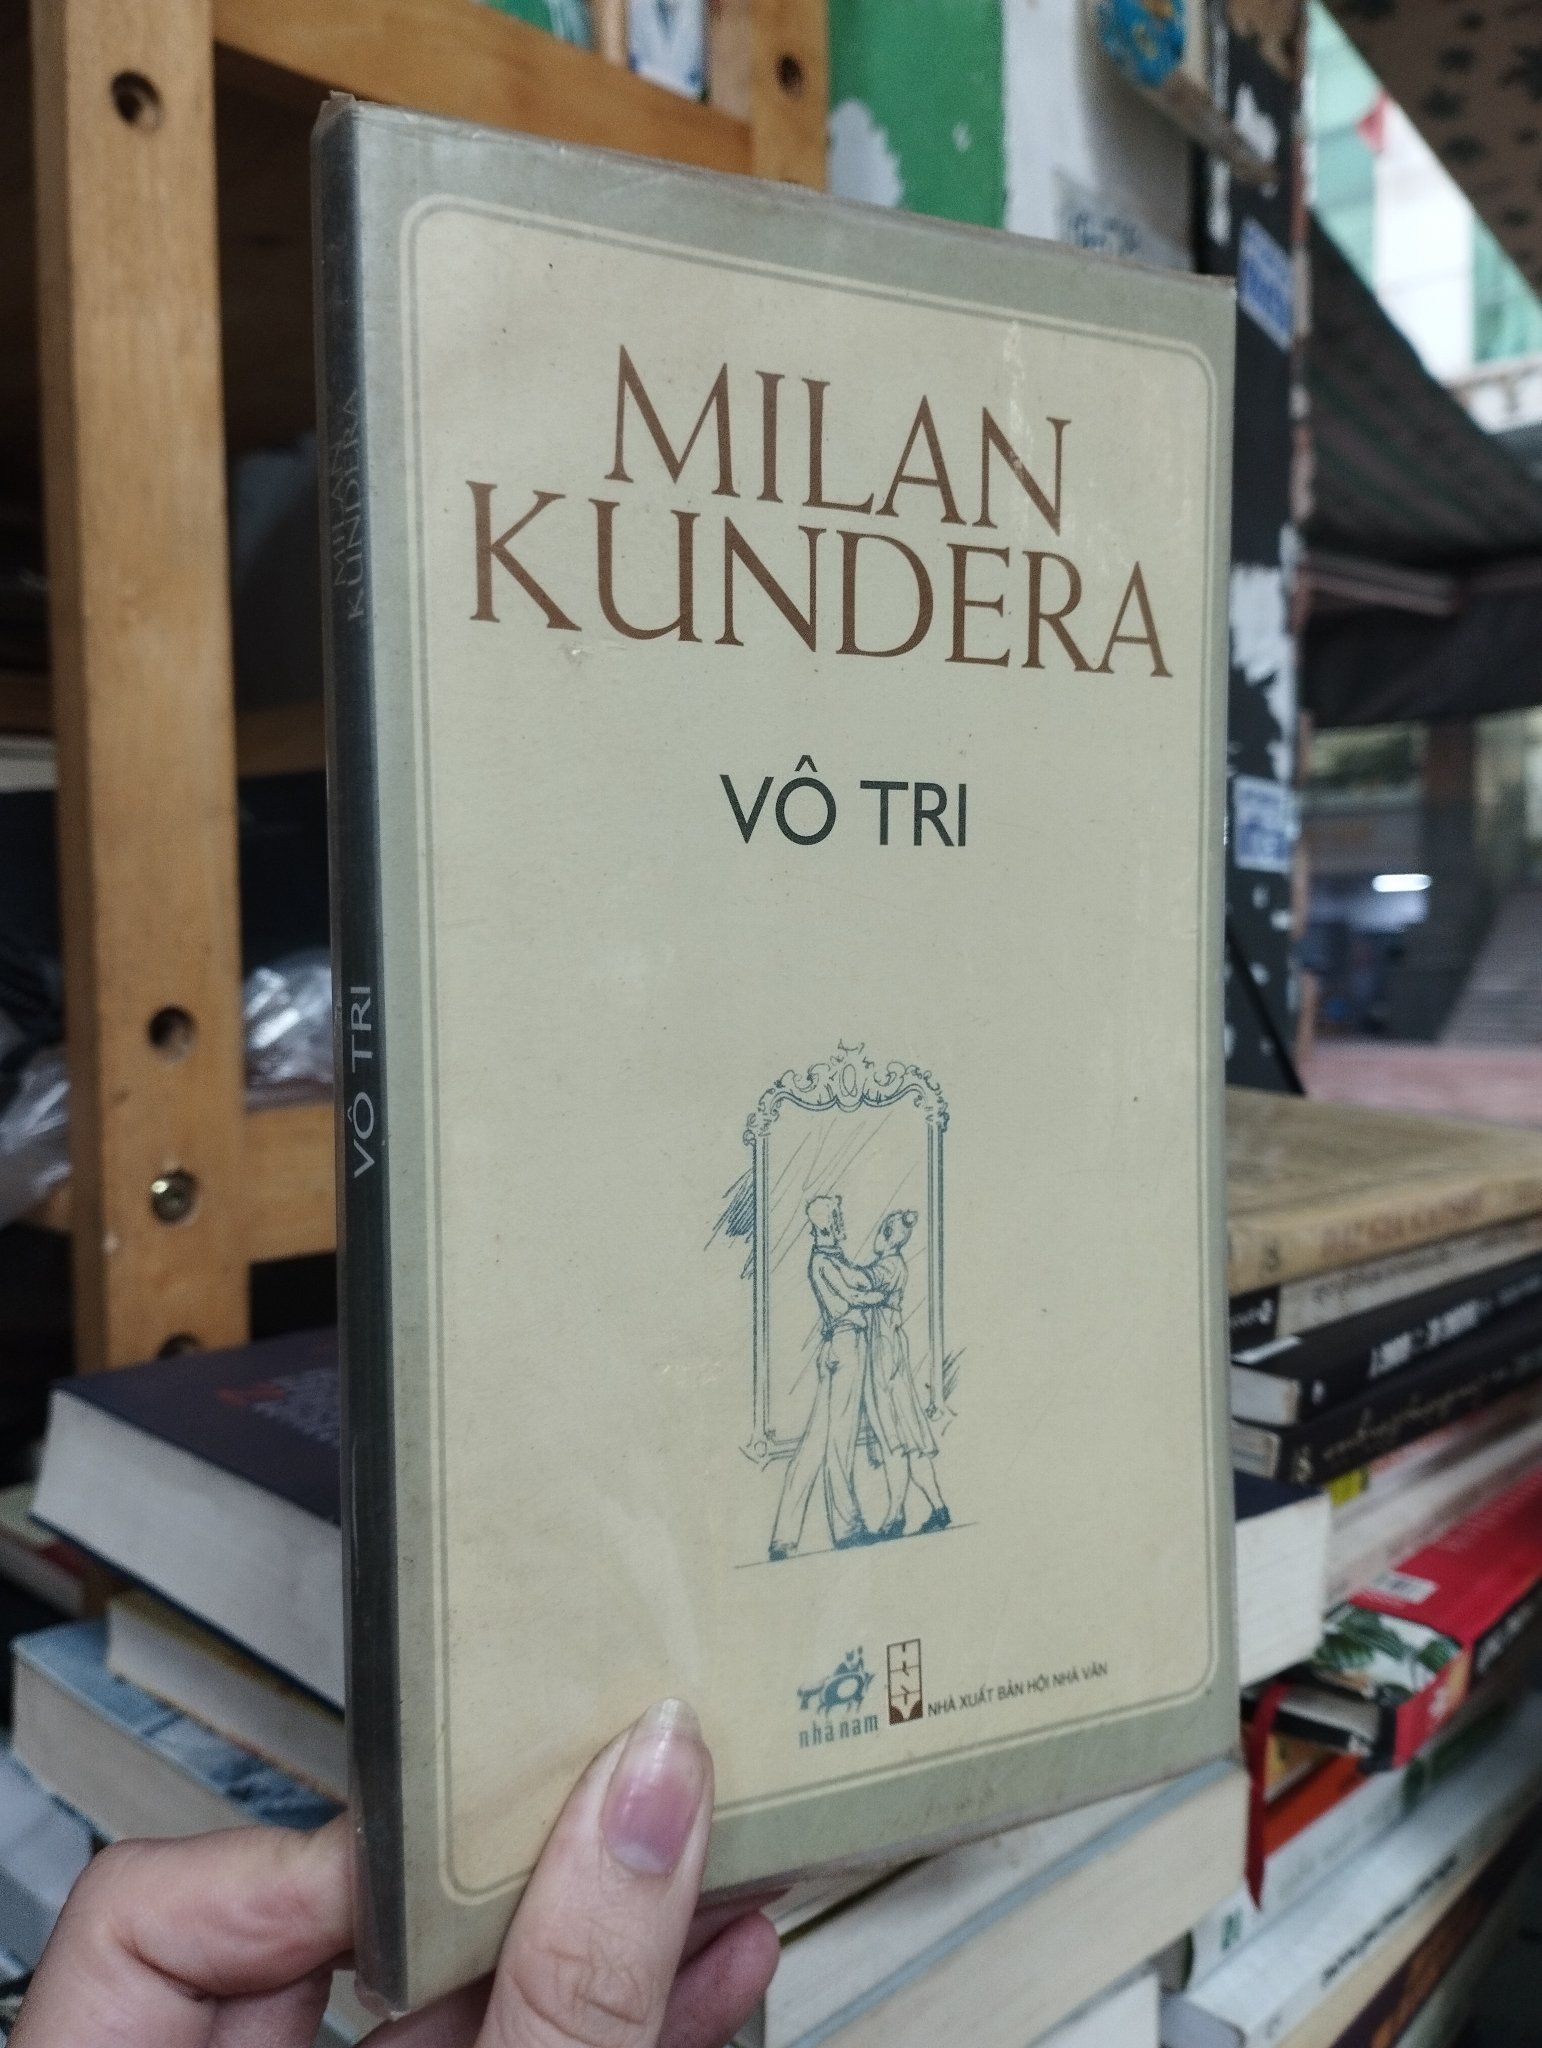 MILAN
KUNDERA
VÔ TRI
nhã nam
NHÀ XUẤT BẢN HỘI NHÀ VĂN
MILAN
KUNDERA
VÔ TRI